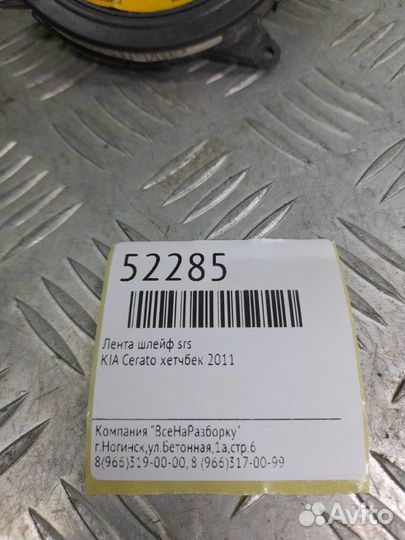 52285
Лента шлейф srs
KIA Cerato хетчбек 2011
Компания "ВсеНаРазборку"
г.Ногинск,ул.Бетонная,1а,стр.6
8(966)319-00-00, 8 (966)317-00-99
Avito